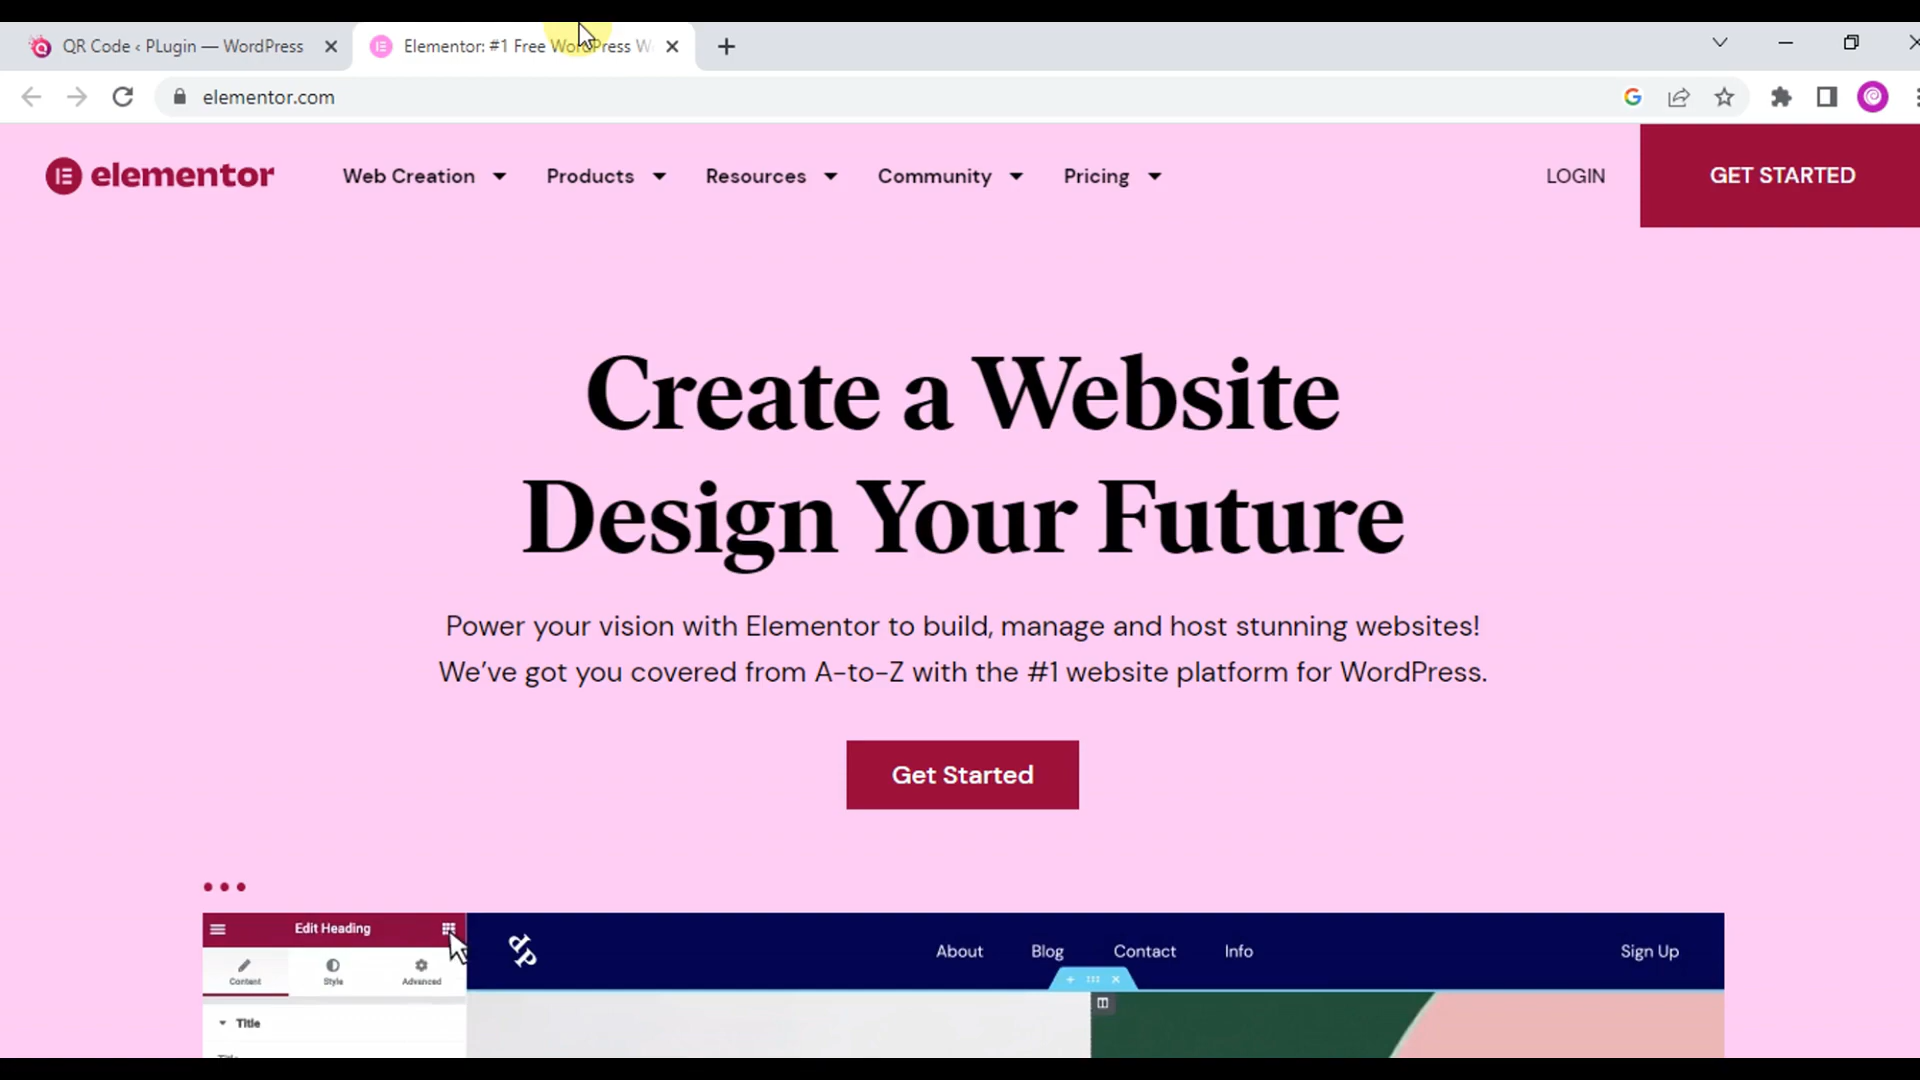 QR Code ‹ PLugin — WordPress
Elementor: #1 Free WordPress W
elementor.com
elementor
Web Creation
Products
Resources
Community
Pricing
LOGIN
GET STARTED
Create a Website
Design Your Future
Power your vision with Elementor to build, manage and host stunning websites!
We've got you covered from A-to-Z with the #1 website platform for WordPress.
Get Started
Edit Heading
About
Blog
Contact
Info
Sign Up
Content
Style
Advanced
Title